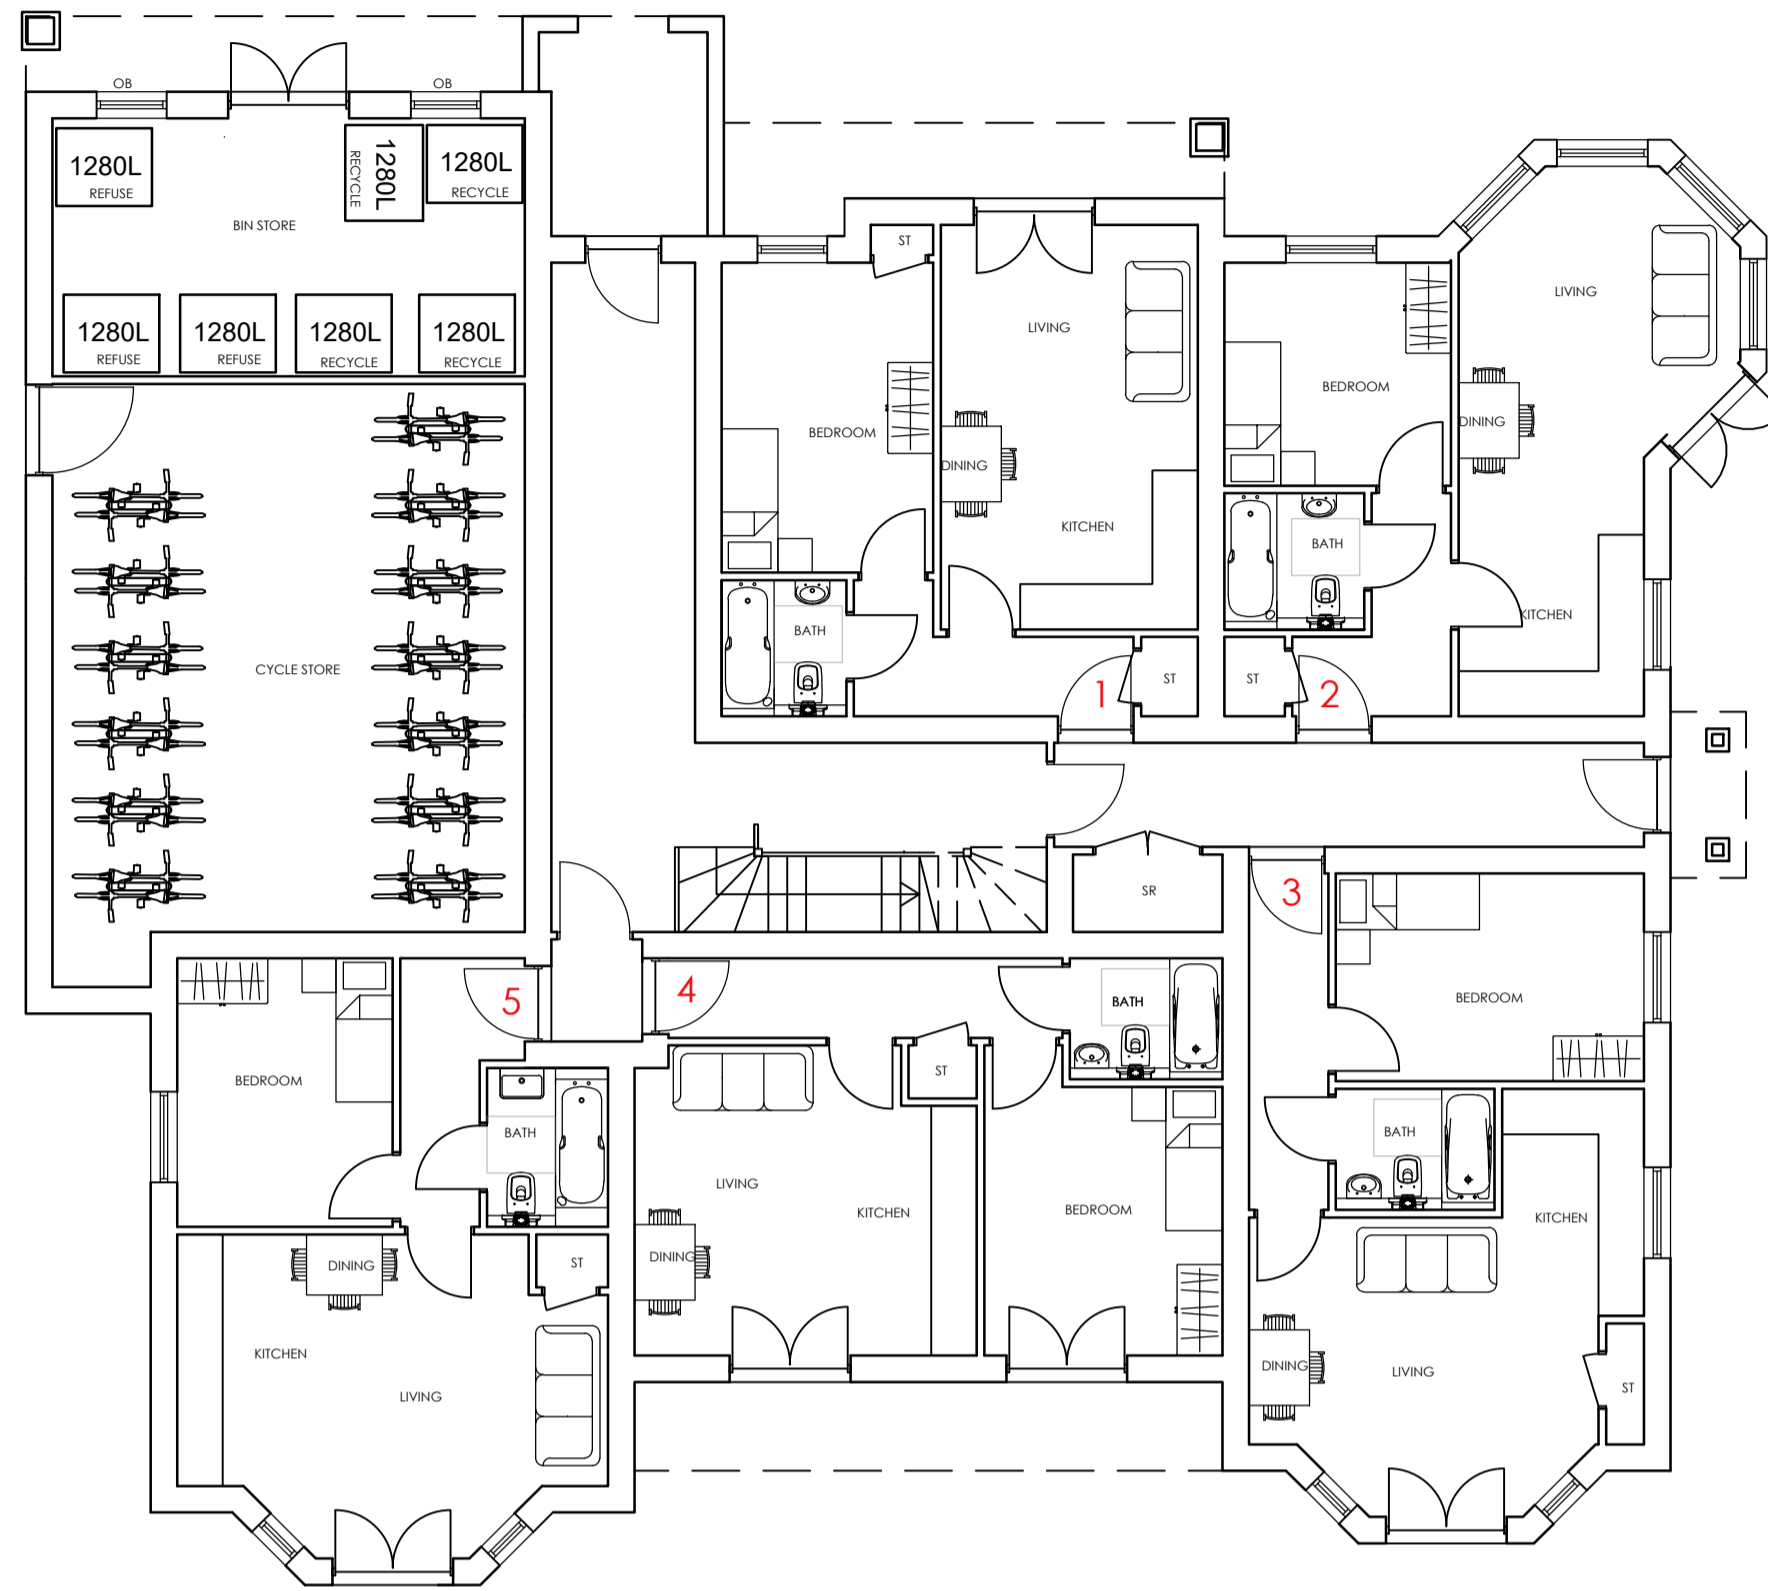 OB
OB
1280L
REFUSE
1280L
RECYCLE
1280L
RECYCLE
BIN STORE
1280L
REFUSE
1280L
REFUSE
1280L
RECYCLE
1280L
RECYCLE
CYCLE STORE
ST
BEDROOM
LIVING
DINING
KITCHEN
BATH
1
ST
BEDROOM
LIVING
DINING
BATH
KITCHEN
ST
2
SR
3
BEDROOM
BATH
KITCHEN
LIVING
DINING
ST
4
BATH
ST
LIVING
KITCHEN
DINING
BEDROOM
5
BEDROOM
BATH
DINING
ST
KITCHEN
LIVING